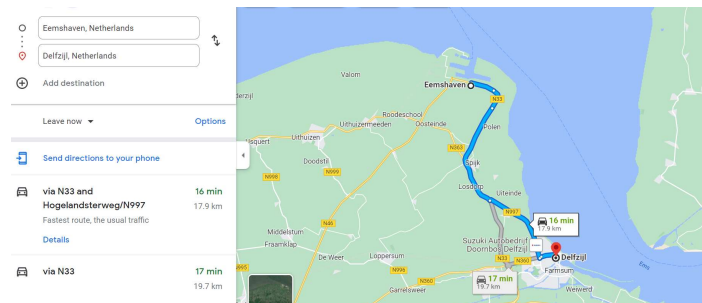 Eemshaven, Netherlands
Delfzijl, Netherlands
Add destination
Leave now
Options
Send directions to your phone
via N33 and
Hogelandsterweg/N997
Fastest route, the usual traffic
Details
16 min
17.9 km
via N33
17 min
19.7 km
Valom
Eemshaven
N33
derzijl
Roodeschool
Uithuizermeeden
Oosteinde
Polen
Uithuizen
N363
Usquert
Doodstil
Spijk
N999
N998
Losdorp
Uiteinde
N997
16 min
17.9 km
N46
Middelstum
Fraamklap
De Weer
Loppersum
Suzuki Autobedrijf
Doornbos Delfzijl
N33
N360
Delfzijl
Farmsum
Ems
N995
N996
N360
17 min
19.7 km
Garrelsweer
Weiwerd